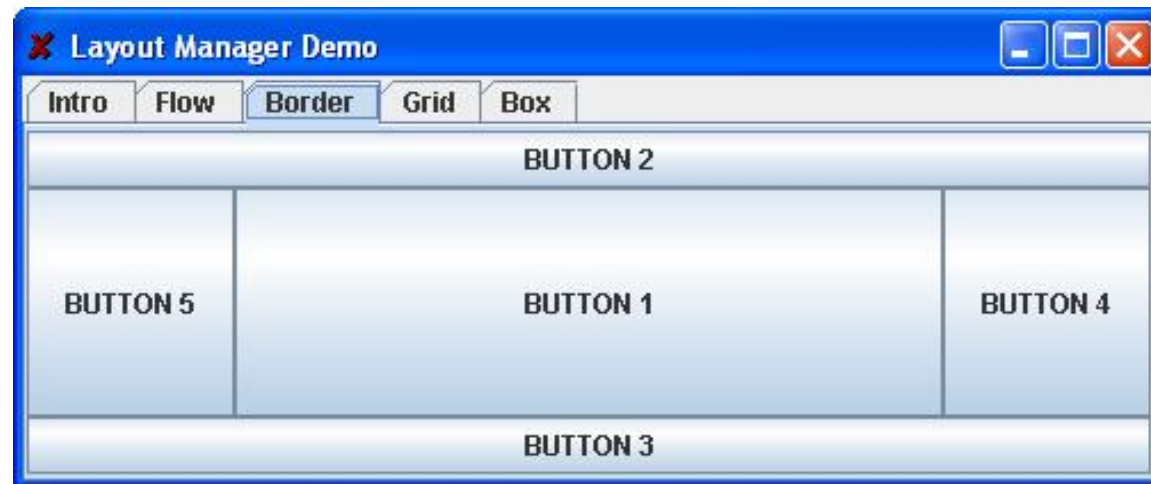 Layout Manager Demo
Intro Flow Border Grid Box
BUTTON 2
BUTTON 5 BUTTON 1 BUTTON 4
BUTTON 3